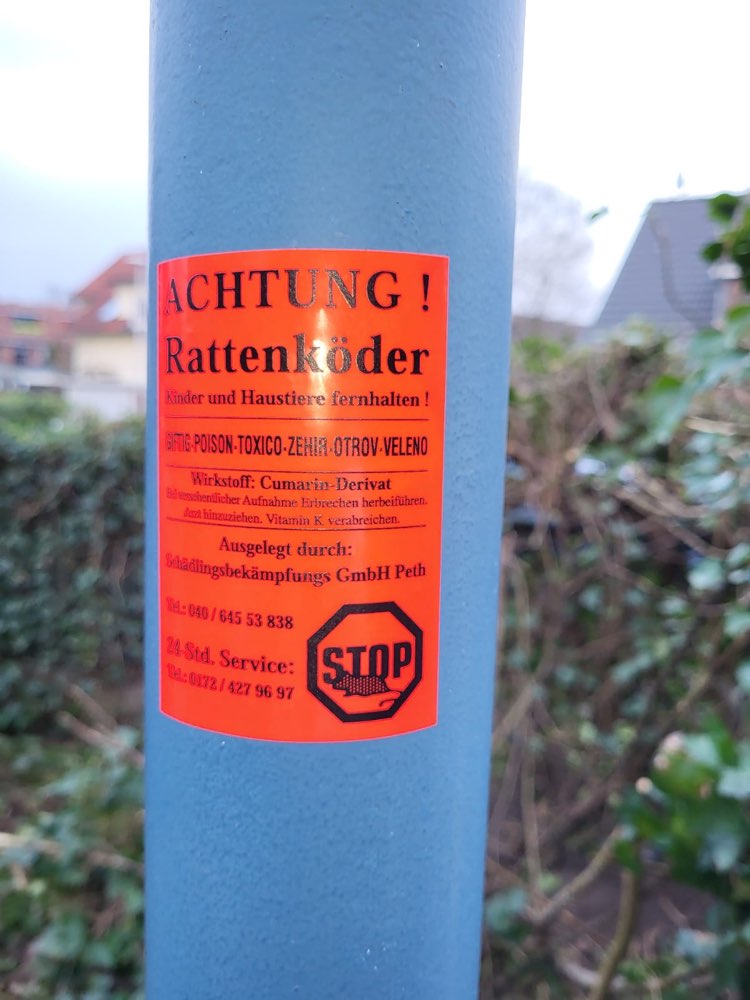 ACHTUNG !
Rattenköder
Kinder und Haustiere fernhalten !
GIFTIG-POISON-TOXICO-ZEHIR-OTROV-VELENO
Wirkstoff: Cumarin-Derivat
Bei versehentlicher Aufnahme Erbrechen herbeiführen.
Arzt hinzuziehen. Vitamin K verabreichen.
Ausgelegt durch:
Schädlingsbekämpfungs GmbH Peth
Tel.: 040 / 645 53 838
24-Std. Service:
Tel.: 0172 / 427 96 97
STOP